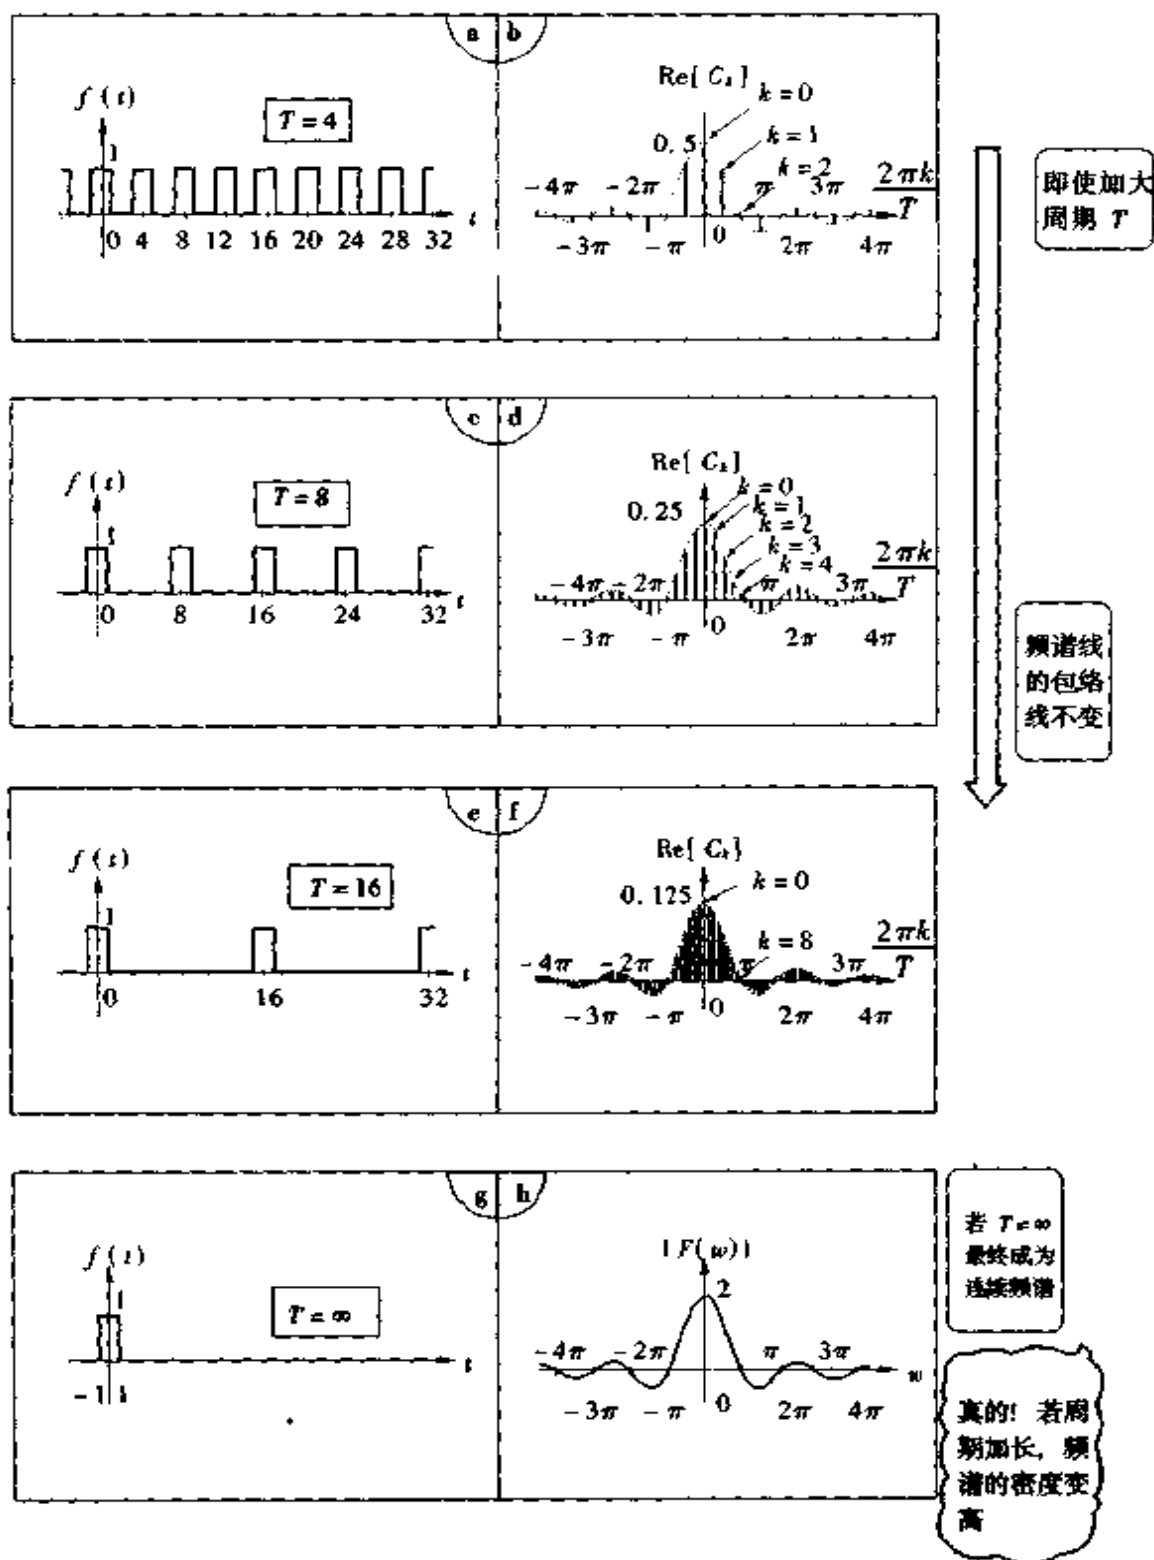 a b
f(t)
T=4
1
0 4 8 12 16 20 24 28 32 t
Re[C_k]
k=0
k=1
k=2
0.5
-4π -2π π 3π
-3π -π 0 2π 4π
2πk/T
即使加大
周期 T
c d
f(t)
T=8
1
0 8 16 24 32 t
Re[C_k]
k=0
k=1
k=2
k=3
k=4
0.25
-4π -2π π 3π
-3π -π 0 2π 4π
2πk/T
频谱线
的包络
线不变
e f
f(t)
T=16
1
0 16 32 t
Re[C_k]
k=0
0.125
k=8
-4π -2π π 3π
-3π -π 0 2π 4π
2πk/T
g h
f(t)
T=∞
1
-1 1 t
|F(w)|
2
-4π -2π π 3π w
-3π -π 0 2π 4π
若 T=∞
最终成为
连续频谱
真的! 若周
期加长, 频
谱的密度变
高